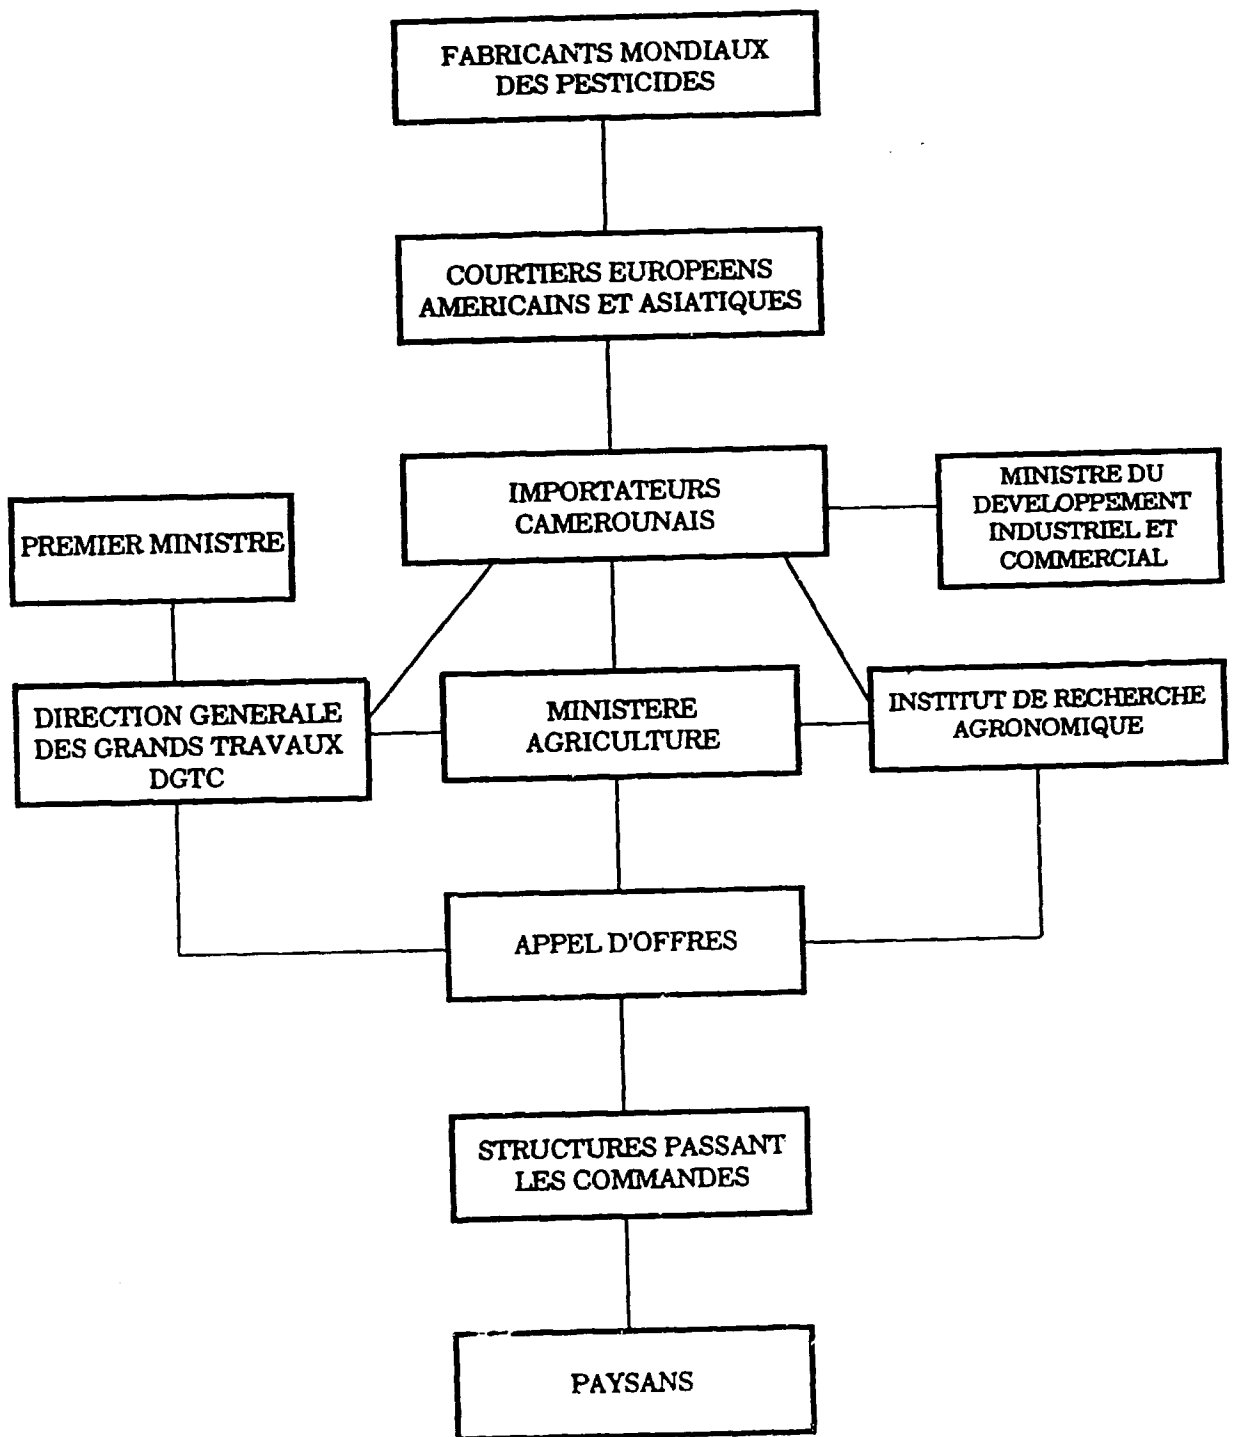 FABRICANTS MONDIAUX
DES PESTICIDES
COURTIERS EUROPEENS
AMERICAINS ET ASIATIQUES
IMPORTATEURS
CAMEROUNAIS
MINISTRE DU
DEVELOPPEMENT
INDUSTRIEL ET
COMMERCIAL
PREMIER MINISTRE
DIRECTION GENERALE
DES GRANDS TRAVAUX
DGTC
MINISTERE
AGRICULTURE
INSTITUT DE RECHERCHE
AGRONOMIQUE
APPEL D'OFFRES
STRUCTURES PASSANT
LES COMMANDES
PAYSANS